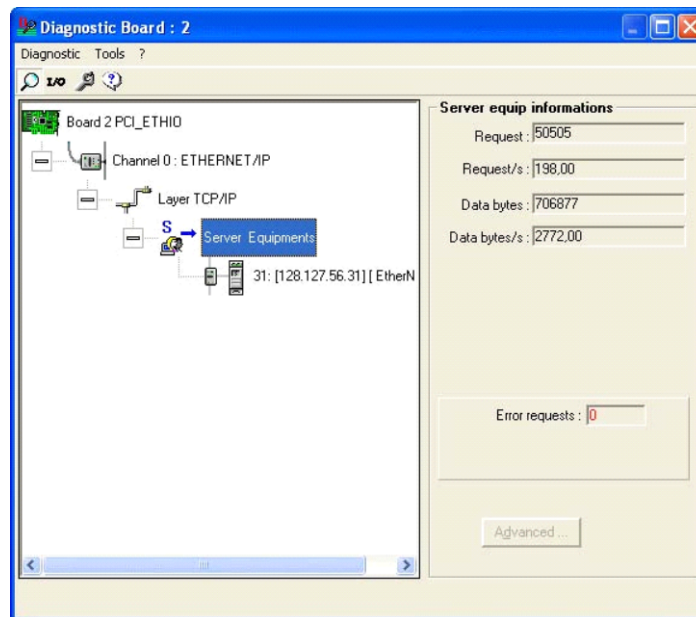 Diagnostic Board : 2
Diagnostic Tools ?
I/O
Board 2 PCI_ETHIO
Channel 0 : ETHERNET/IP
Layer TCP/IP
S
Server Equipments
31: [128.127.56.31] [ EtherN
Server equip informations
Request : 50505
Request/s : 198,00
Data bytes : 706877
Data bytes/s : 2772,00
Error requests : 0
Advanced ...